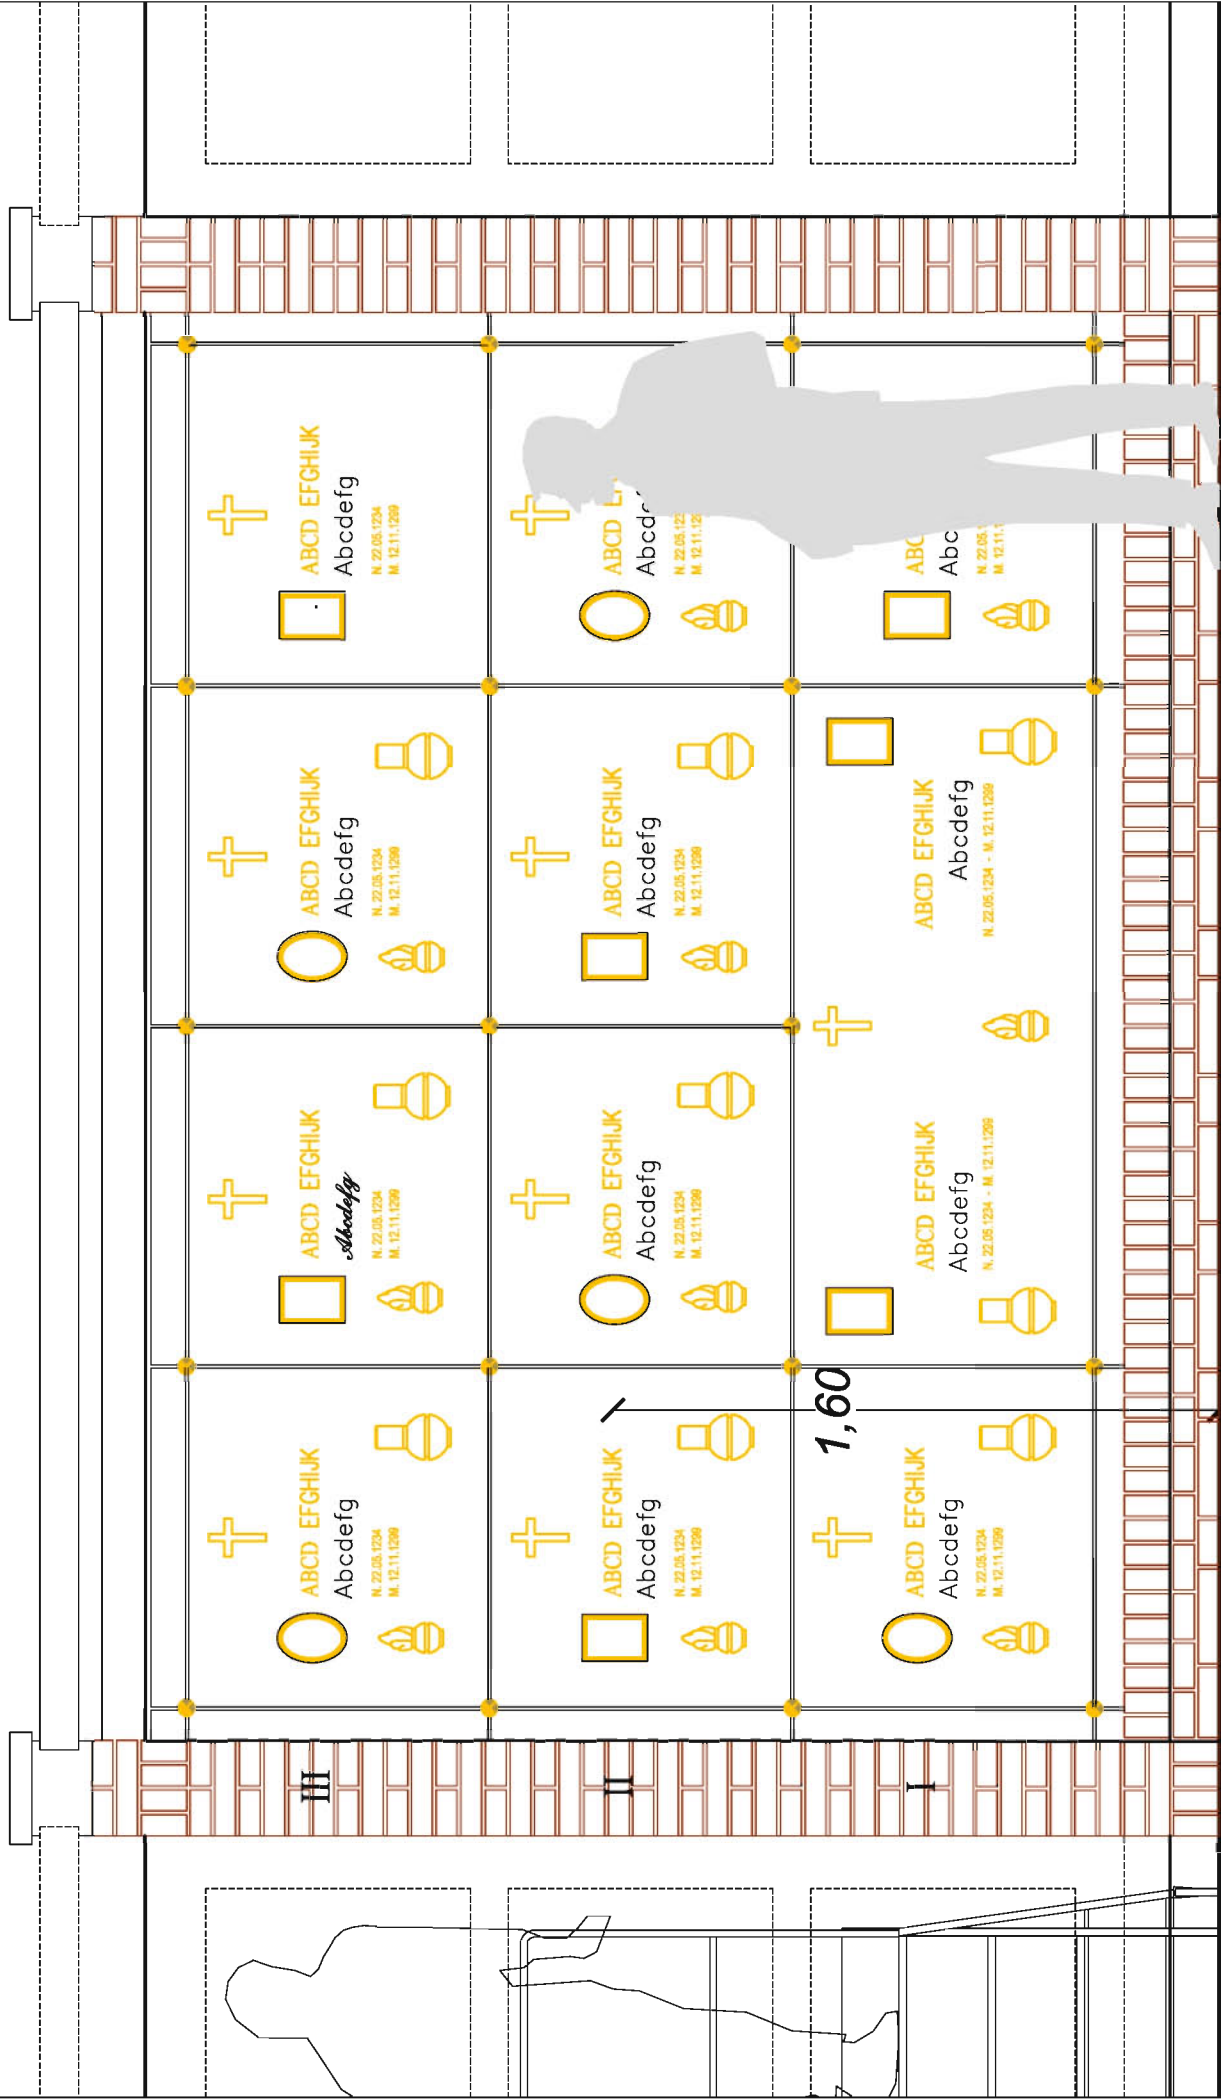 III
ABCD EFGHIJK
Abcdefg
N. 22.05.1234
M. 12.11.1299
ABCD EFGHIJK
Abcdefg
N. 22.05.1234
M. 12.11.1299
ABCD EFGHIJK
Abcdefg
N. 22.05.1234
M. 12.11.1299
ABCD EFGHIJK
Abcdefg
N. 22.05.1234
M. 12.11.1299
II
ABCD EFGHIJK
Abcdefg
N. 22.05.1234
M. 12.11.1299
ABCD EFGHIJK
Abcdefg
N. 22.05.1234
M. 12.11.1299
ABCD EFGHIJK
Abcdefg
N. 22.05.1234
M. 12.11.1299
ABCD
N.
M.
I
1,60
ABCD EFGHIJK
Abcdefg
N. 22.05.1234
M. 12.11.1299
ABCD EFGHIJK
Abcdefg
N. 22.05.1234 - M. 12.11.1299
ABCD EFGHIJK
Abcdefg
N. 22.05.1234 - M. 12.11.1299
ABC
Abc
N.
M.